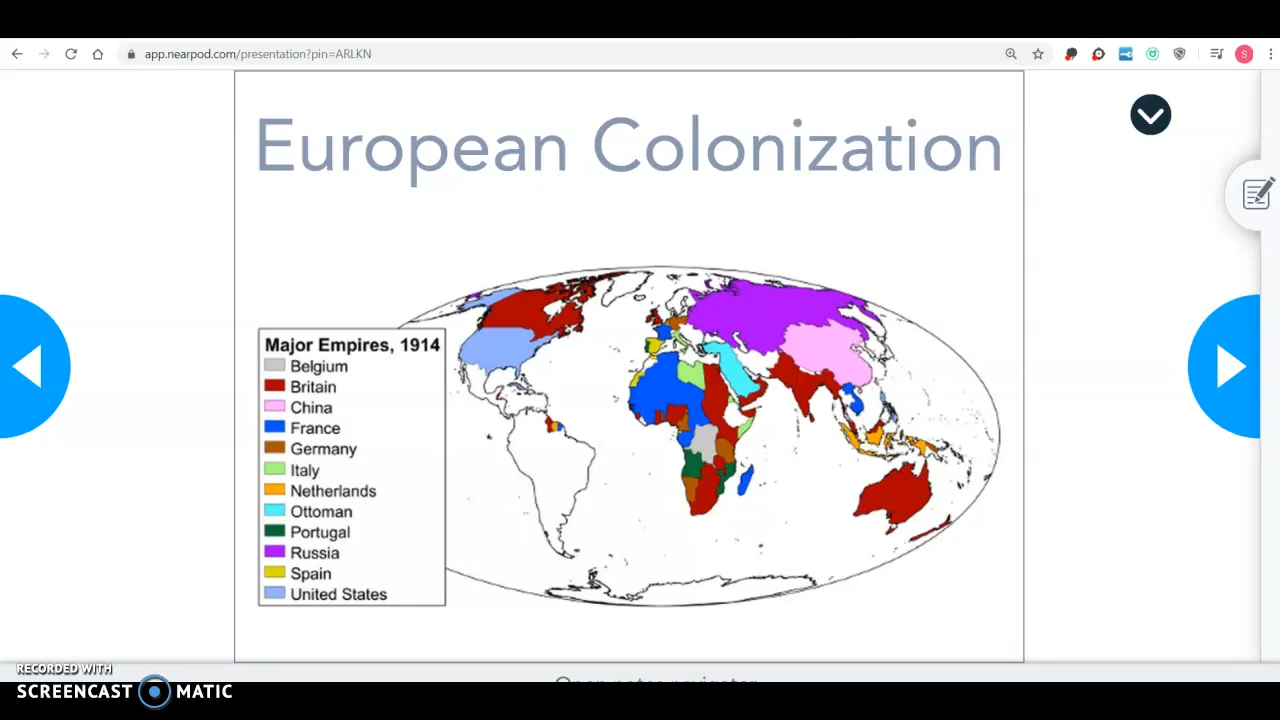 app.nearpod.com/presentation?pin=ARLKN
S
European Colonization
Major Empires, 1914
Belgium
Britain
China
France
Germany
Italy
Netherlands
Ottoman
Portugal
Russia
Spain
United States
RECORDED WITH
SCREENCAST MATIC